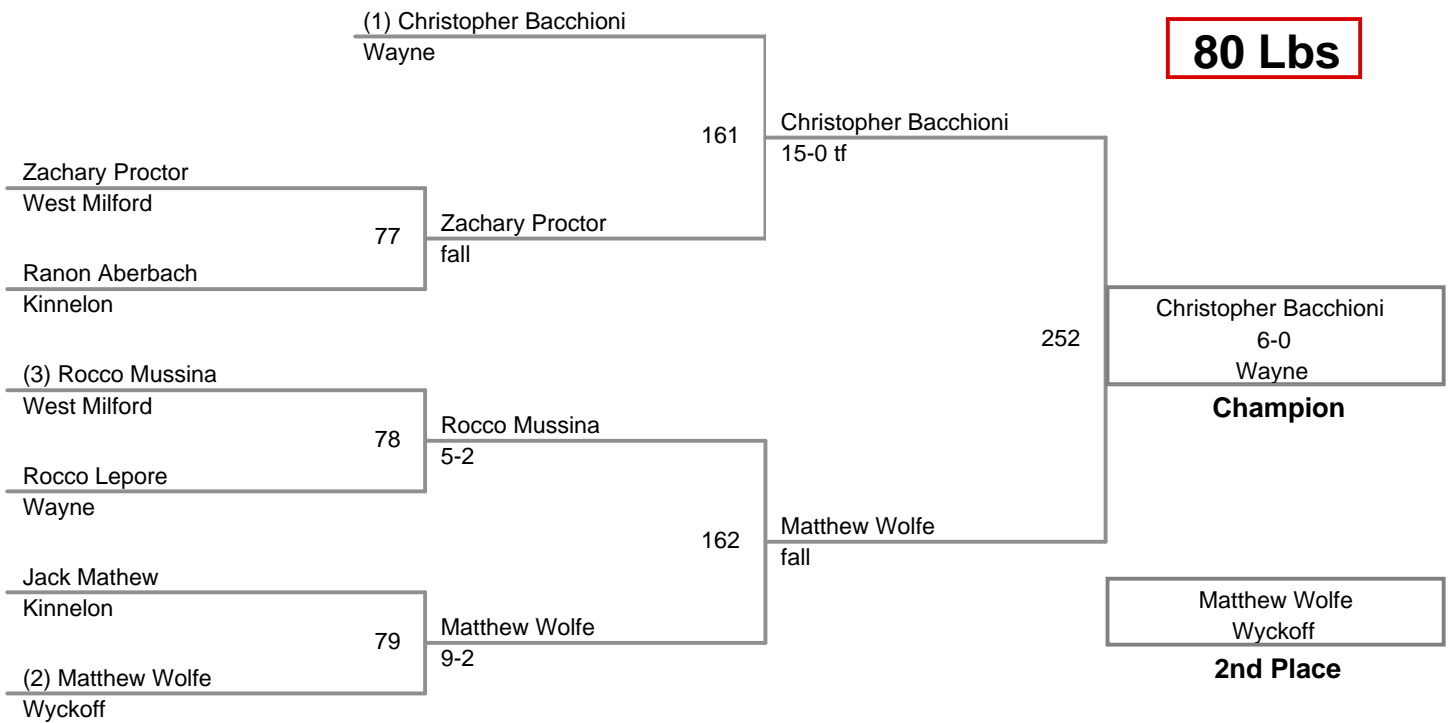 (1) Christopher Bacchioni
Wayne
80 Lbs
161
Christopher Bacchioni
15-0 tf
Zachary Proctor
West Milford
77
Zachary Proctor
fall
Ranon Aberbach
Kinnelon
252
Christopher Bacchioni
6-0
Wayne
Champion
(3) Rocco Mussina
West Milford
78
Rocco Mussina
5-2
Rocco Lepore
Wayne
162
Matthew Wolfe
fall
Jack Mathew
Kinnelon
79
Matthew Wolfe
9-2
(2) Matthew Wolfe
Wyckoff
Matthew Wolfe
Wyckoff
2nd Place